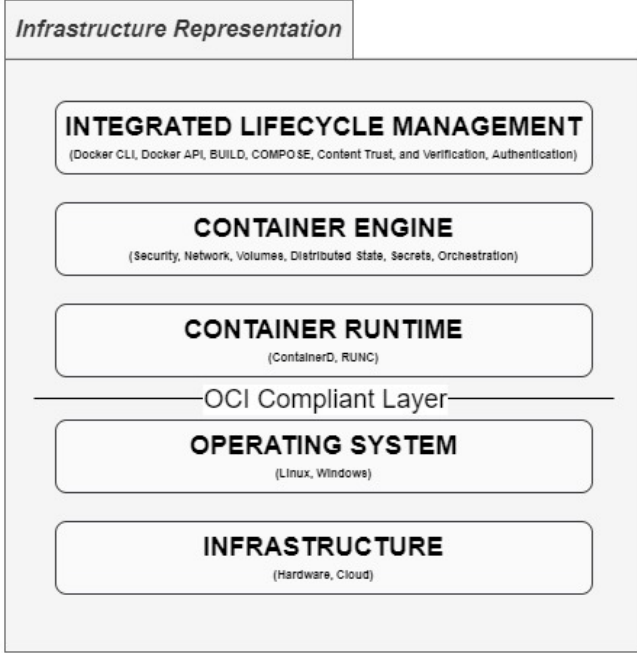 Infrastructure Representation
INTEGRATED LIFECYCLE MANAGEMENT
(Docker CLI, Docker API, BUILD, COMPOSE, Content Trust, and Verification, Authentication)
CONTAINER ENGINE
(Security, Network, Volumes, Distributed State, Secrets, Orchestration)
CONTAINER RUNTIME
(ContainerD, RUNC)
OCI Compliant Layer
OPERATING SYSTEM
(Linux, Windows)
INFRASTRUCTURE
(Hardware, Cloud)